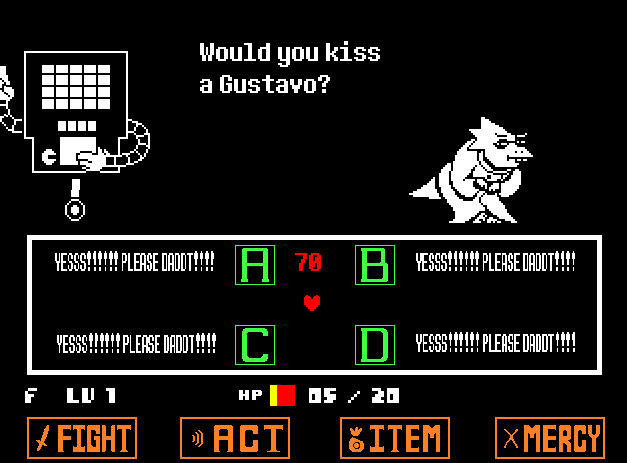 Would you kiss
a Gustavo?
YESSS!!!!!! PLEASE DADDT!!!! A 70 B YESSS!!!!!! PLEASE DADDT!!!!
YESSS!!!!!! PLEASE DADDT!!!! C D YESSS!!!!!! PLEASE DADDT!!!!
F LV 1 HP 05 / 20
FIGHT ACT ITEM MERCY